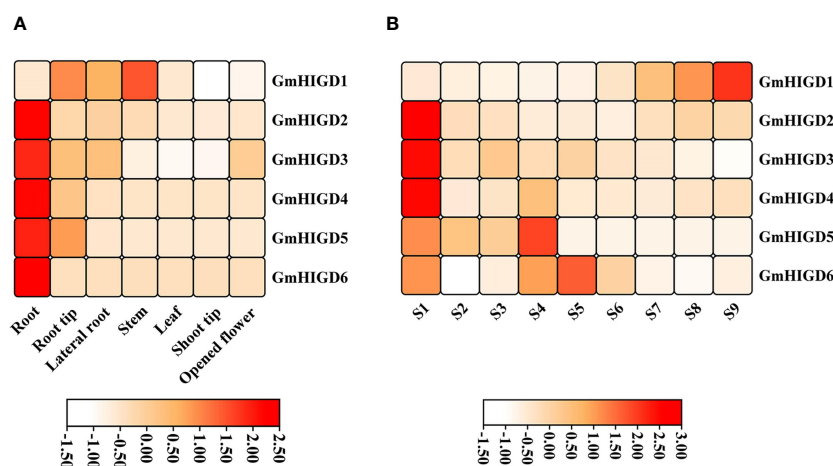 A
B
GmHIGD1
GmHIGD2
GmHIGD3
GmHIGD4
GmHIGD5
GmHIGD6
Root
Root tip
Lateral root
Stem
Leaf
Shoot tip
Opened flower
-1.50
-1.00
-0.50
0.00
0.50
1.00
1.50
2.00
2.50
GmHIGD1
GmHIGD2
GmHIGD3
GmHIGD4
GmHIGD5
GmHIGD6
S1 S2 S3 S4 S5 S6 S7 S8 S9
-1.50
-1.00
-0.50
0.00
0.50
1.00
1.50
2.00
2.50
3.00